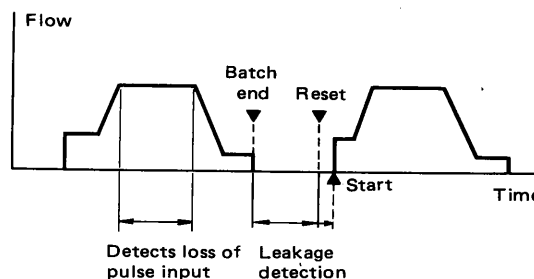 Flow
Batch
end
Reset
Start
Time
Detects loss of
pulse input
Leakage
detection